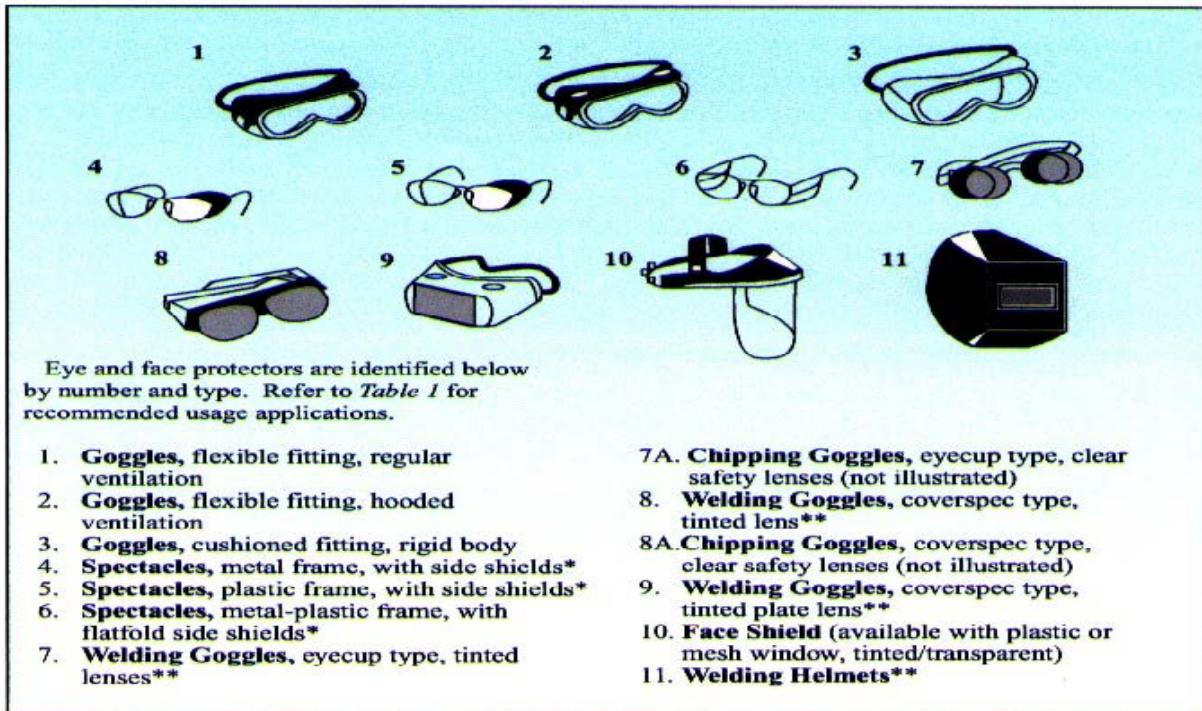 1
2
3
4
5
6
7
8
9
10
11
Eye and face protectors are identified below
by number and type. Refer to Table 1 for
recommended usage applications.
1. Goggles, flexible fitting, regular
ventilation
2. Goggles, flexible fitting, hooded
ventilation
3. Goggles, cushioned fitting, rigid body
4. Spectacles, metal frame, with side shields*
5. Spectacles, plastic frame, with side shields*
6. Spectacles, metal-plastic frame, with
flatfold side shields*
7. Welding Goggles, eyecup type, tinted
lenses**
7A. Chipping Goggles, eyecup type, clear
safety lenses (not illustrated)
8. Welding Goggles, coverspec type,
tinted lens**
8A.Chipping Goggles, coverspec type,
clear safety lenses (not illustrated)
9. Welding Goggles, coverspec type,
tinted plate lens**
10. Face Shield (available with plastic or
mesh window, tinted/transparent)
11. Welding Helmets**